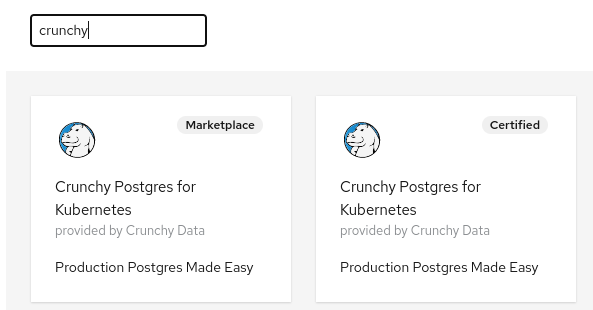 crunchy
Marketplace
Crunchy Postgres for
Kubernetes
provided by Crunchy Data
Production Postgres Made Easy
Certified
Crunchy Postgres for
Kubernetes
provided by Crunchy Data
Production Postgres Made Easy